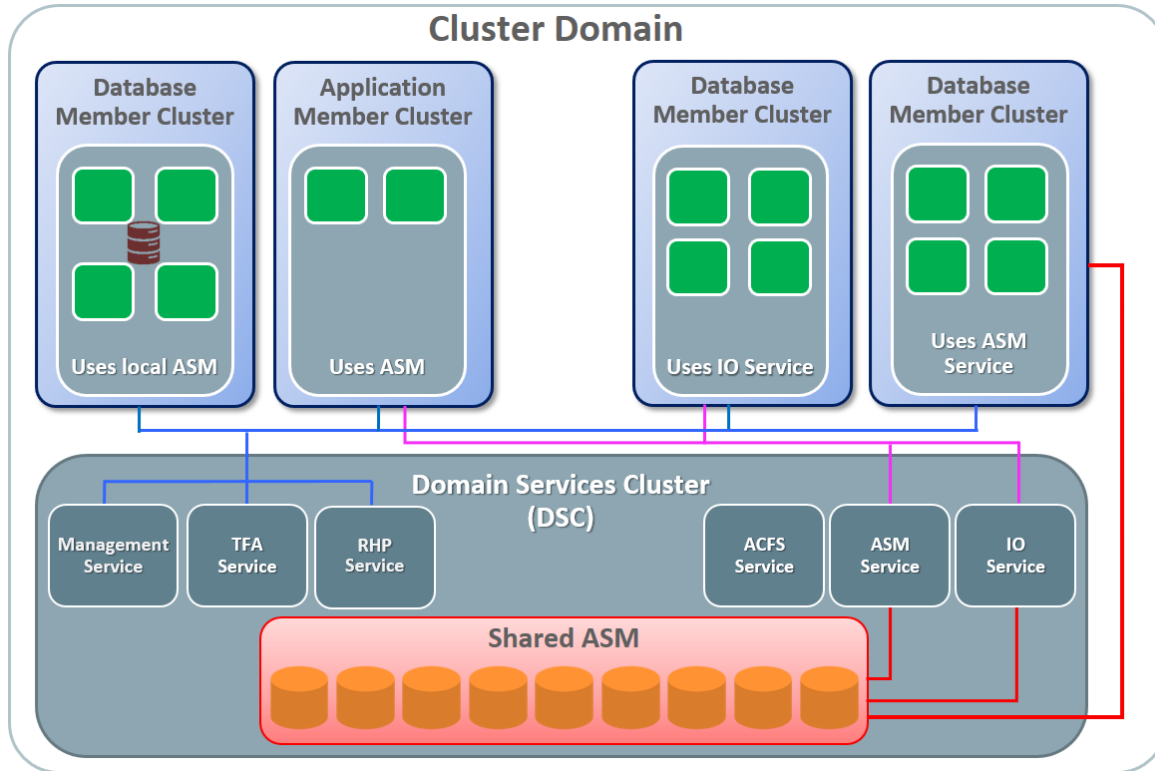 Cluster Domain
Database
Member Cluster
Uses local ASM
Application
Member Cluster
Uses ASM
Database
Member Cluster
Uses IO Service
Database
Member Cluster
Uses ASM
Service
Domain Services Cluster
(DSC)
Management
Service
TFA
Service
RHP
Service
ACFS
Service
ASM
Service
IO
Service
Shared ASM